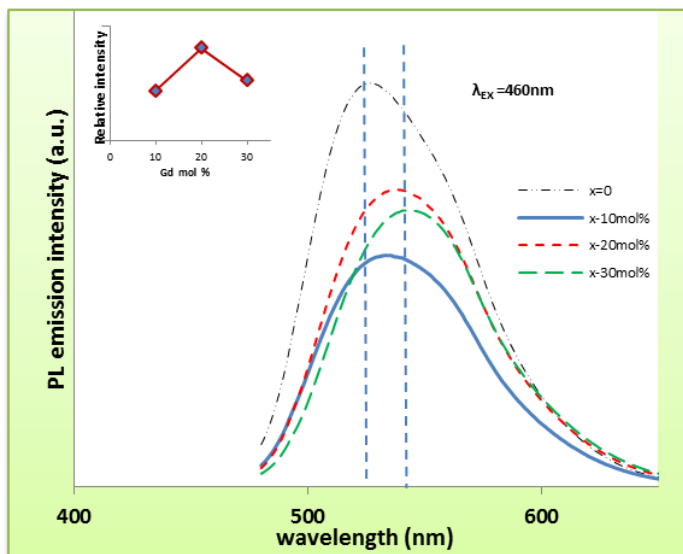 Relative intensity
0 10 20 30
Gd mol %
λEX =460nm
x=0
x-10mol%
x-20mol%
x-30mol%
PL emission intensity (a.u.)
400 500 600
wavelength (nm)